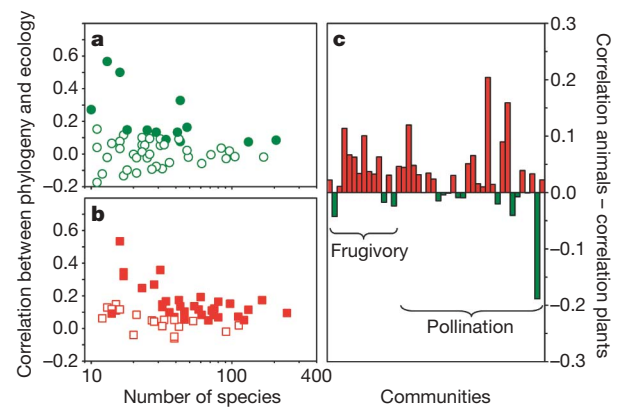 Correlation between phylogeny and ecology
a
0.6
0.4
0.2
0.0
−0.2
b
0.6
0.4
0.2
0.0
−0.2
10
100
400
Number of species
c
Frugivory
Pollination
Communities
0.3
0.2
0.1
0.0
−0.1
−0.2
−0.3
Correlation animals – correlation plants